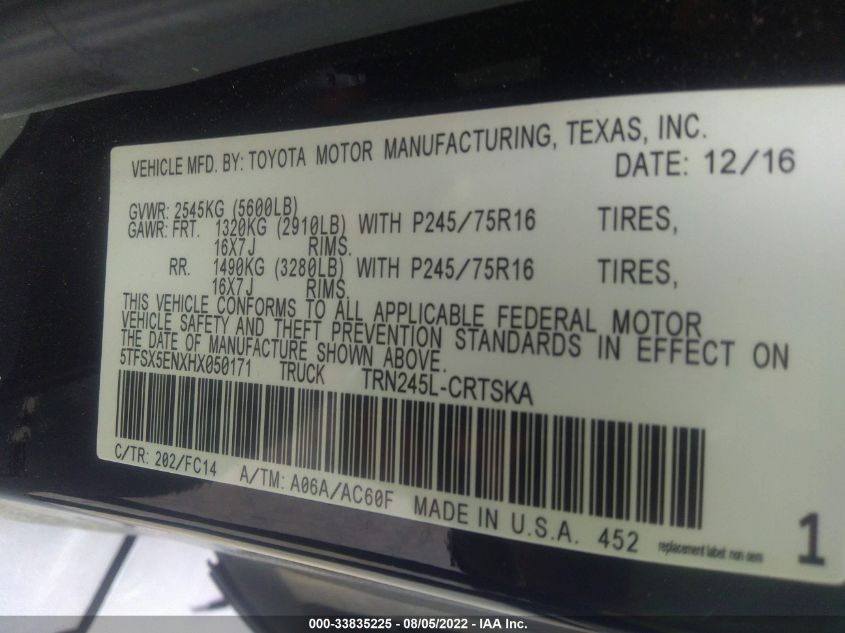 VEHICLE MFD. BY: TOYOTA MOTOR MANUFACTURING, TEXAS, INC.
DATE: 12/16
GVWR: 2545KG (5600LB)
GAWR: FRT. 1320KG (2910LB) WITH P245/75R16 TIRES,
16X7J RIMS.
RR. 1490KG (3280LB) WITH P245/75R16 TIRES,
16X7J RIMS.
THIS VEHICLE CONFORMS TO ALL APPLICABLE FEDERAL MOTOR
VEHICLE SAFETY AND THEFT PREVENTION STANDARDS IN EFFECT ON
THE DATE OF MANUFACTURE SHOWN ABOVE.
5TFSX5ENXHX050171 TRUCK TRN245L-CRTSKA
C/TR: 202/FC14 A/TM: A06A/AC60F MADE IN U.S.A. 452 replacement label non oem 1
000-33835225 - 08/05/2022 - IAA Inc.